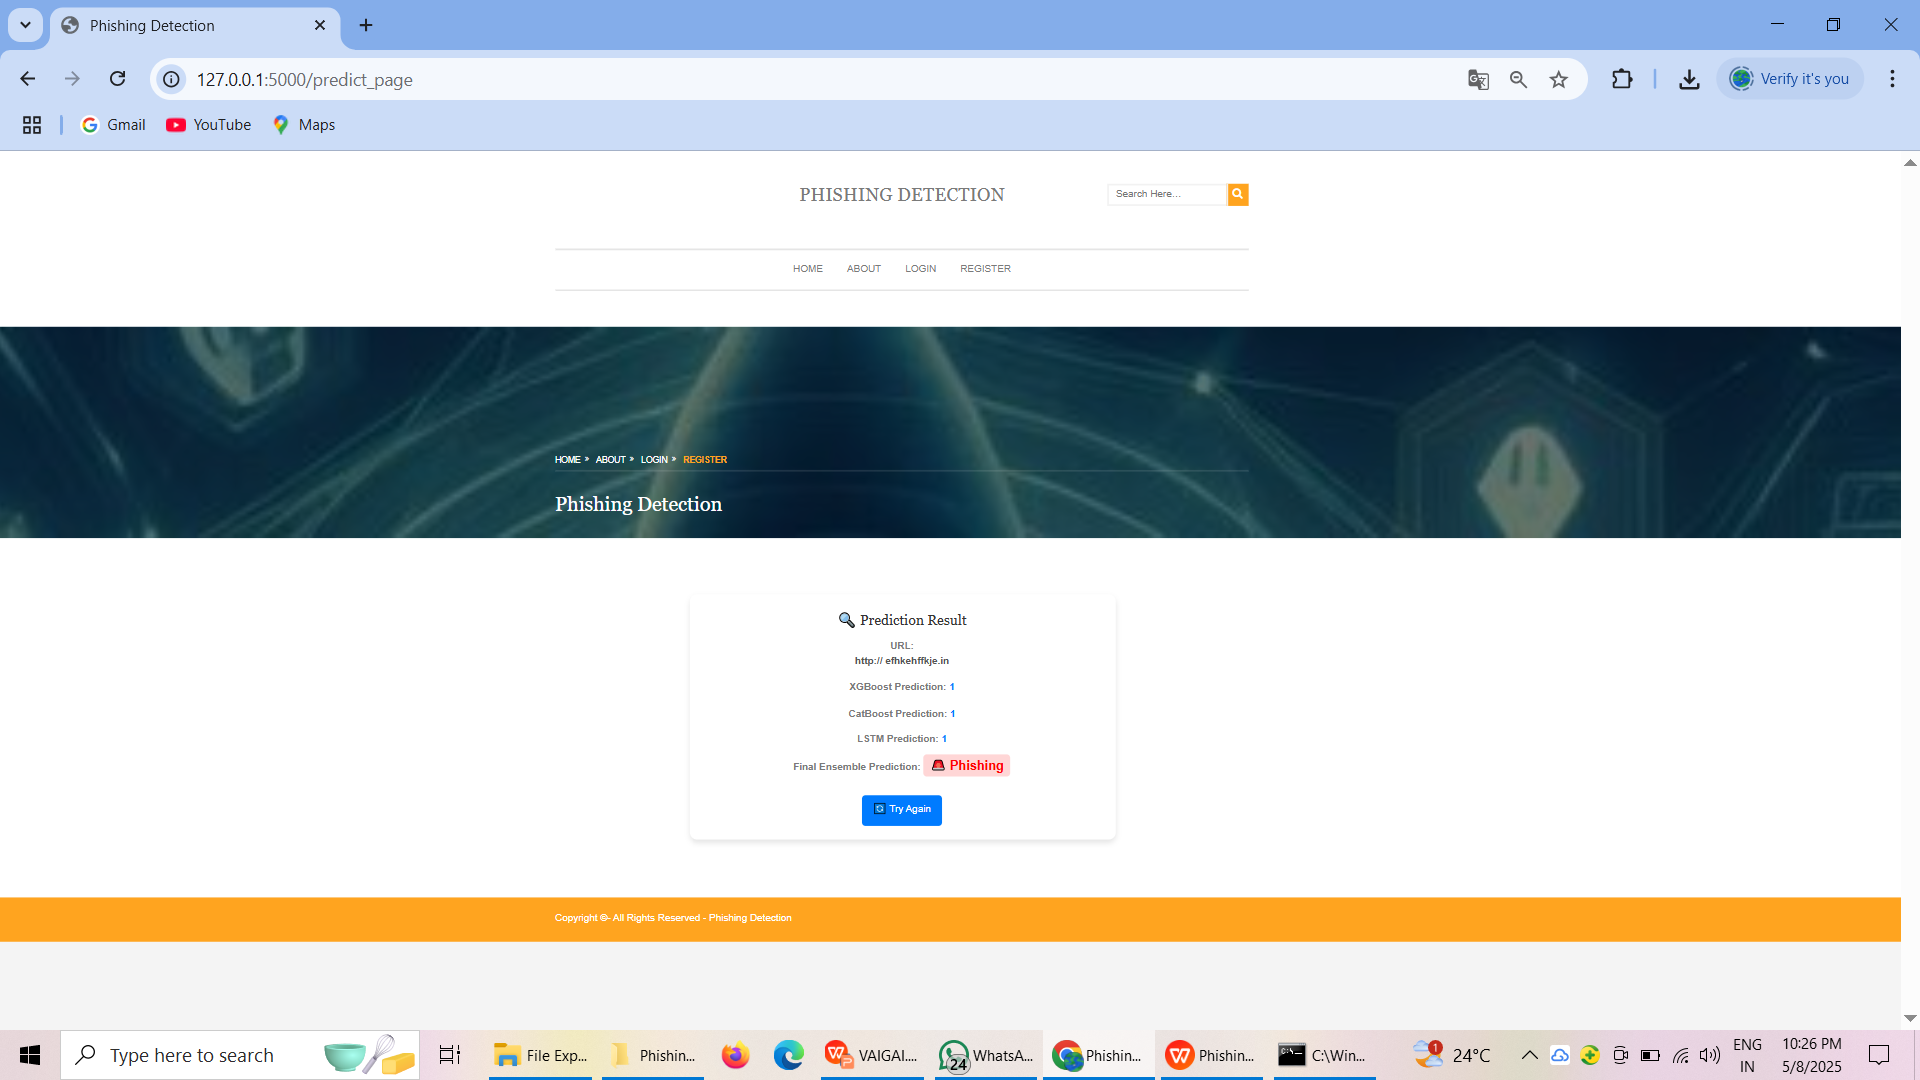 Phishing Detection
127.0.0.1:5000/predict_page
Verify it's you
Gmail YouTube Maps
PHISHING DETECTION
Search Here...
HOME ABOUT LOGIN REGISTER
HOME » ABOUT » LOGIN » REGISTER
Phishing Detection
Prediction Result
URL:
http:// efhkehffkje.in
XGBoost Prediction: 1
CatBoost Prediction: 1
LSTM Prediction: 1
Final Ensemble Prediction: Phishing
Try Again
Copyright ©- All Rights Reserved - Phishing Detection
Type here to search
File Exp...
Phishin...
VAIGAI....
24
WhatsA...
Phishin...
Phishin...
C:\Win...
1
24°C
ENG
IN
10:26 PM
5/8/2025